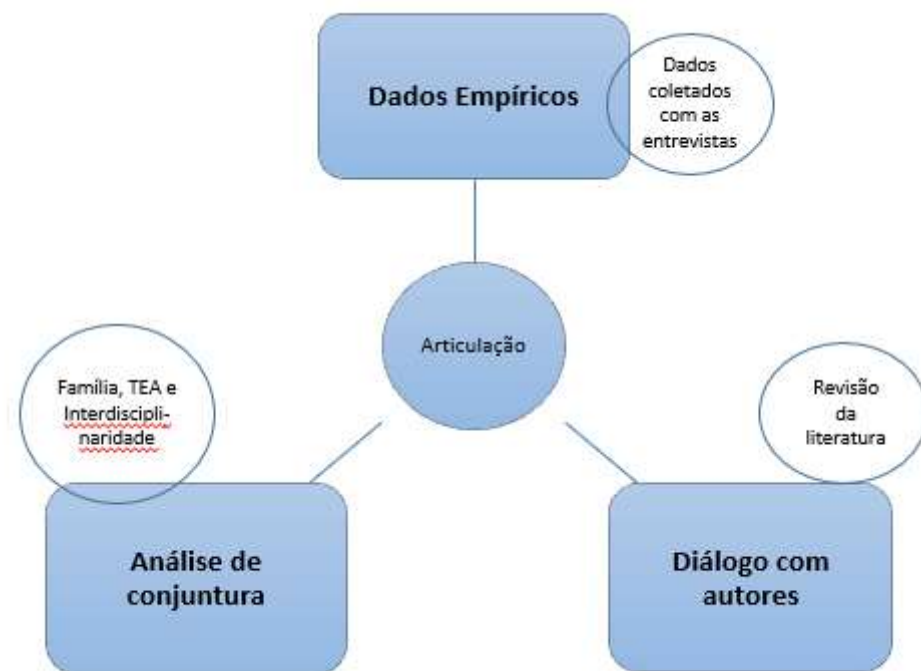 Dados Empíricos
Dados
coletados
com as
entrevistas
Articulação
Família, TEA e
Interdiscipli-
naridade
Revisão
da
literatura
Análise de
conjuntura
Diálogo com
autores